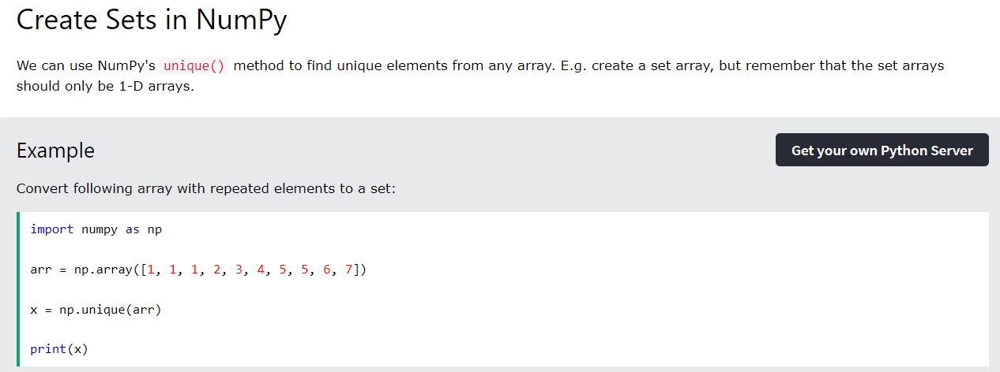 Create Sets in NumPy
We can use NumPy's unique() method to find unique elements from any array. E.g. create a set array, but remember that the set arrays
should only be 1-D arrays.
Example
Get your own Python Server
Convert following array with repeated elements to a set:
import numpy as np
arr = np.array([1, 1, 1, 2, 3, 4, 5, 5, 6, 7])
x = np.unique(arr)
print(x)